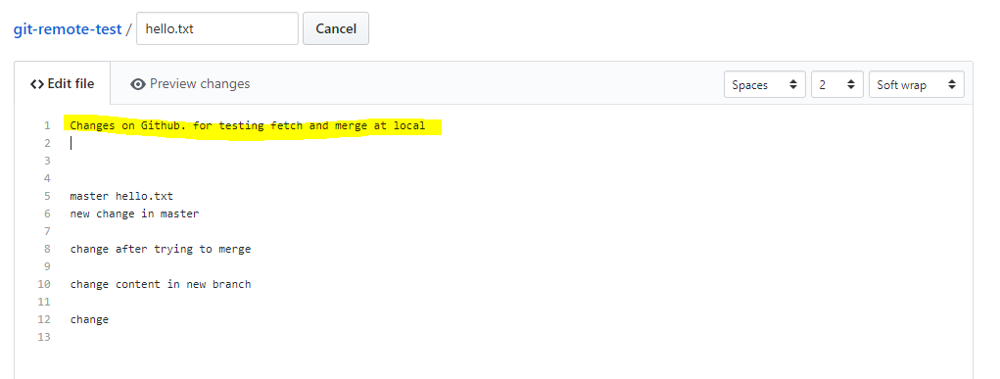 git-remote-test / hello.txt Cancel
<> Edit file Preview changes Spaces 2 Soft wrap
1 Changes on Github. for testing fetch and merge at local
2
3
4
5 master hello.txt
6 new change in master
7
8 change after trying to merge
9
10 change content in new branch
11
12 change
13